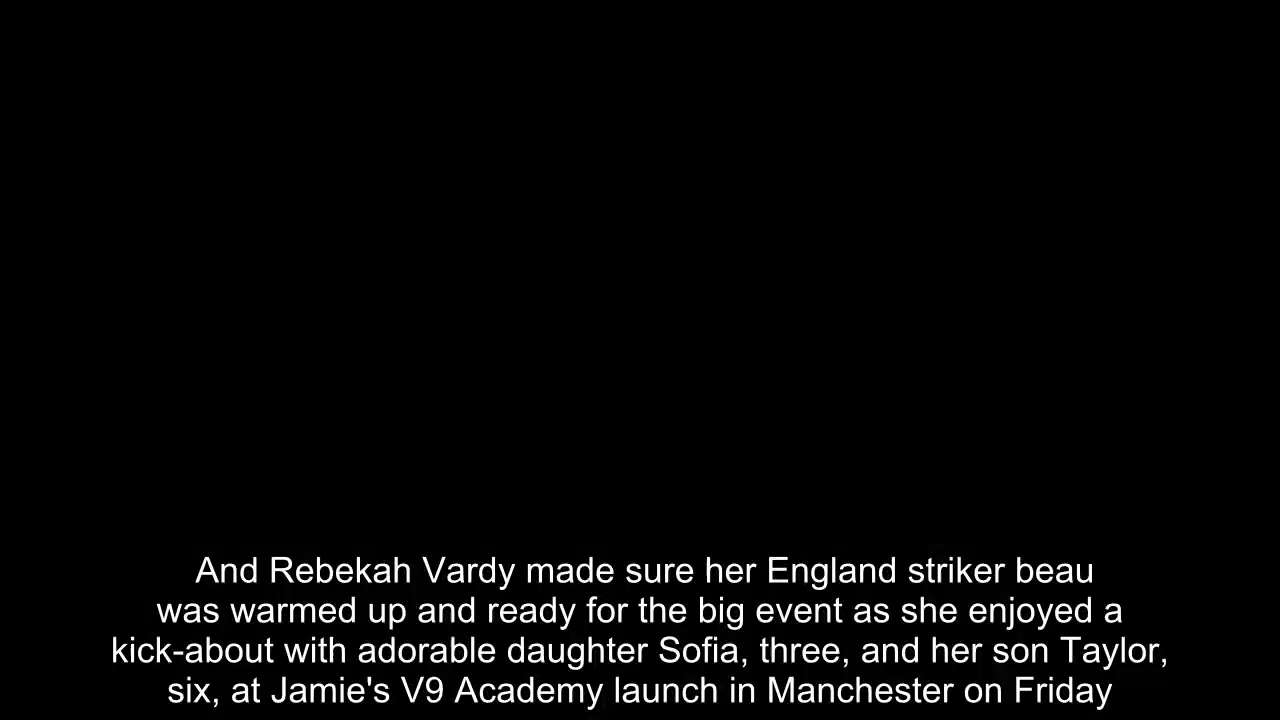 And Rebekah Vardy made sure her England striker beau
was warmed up and ready for the big event as she enjoyed a
kick-about with adorable daughter Sofia, three, and her son Taylor,
six, at Jamie's V9 Academy launch in Manchester on Friday